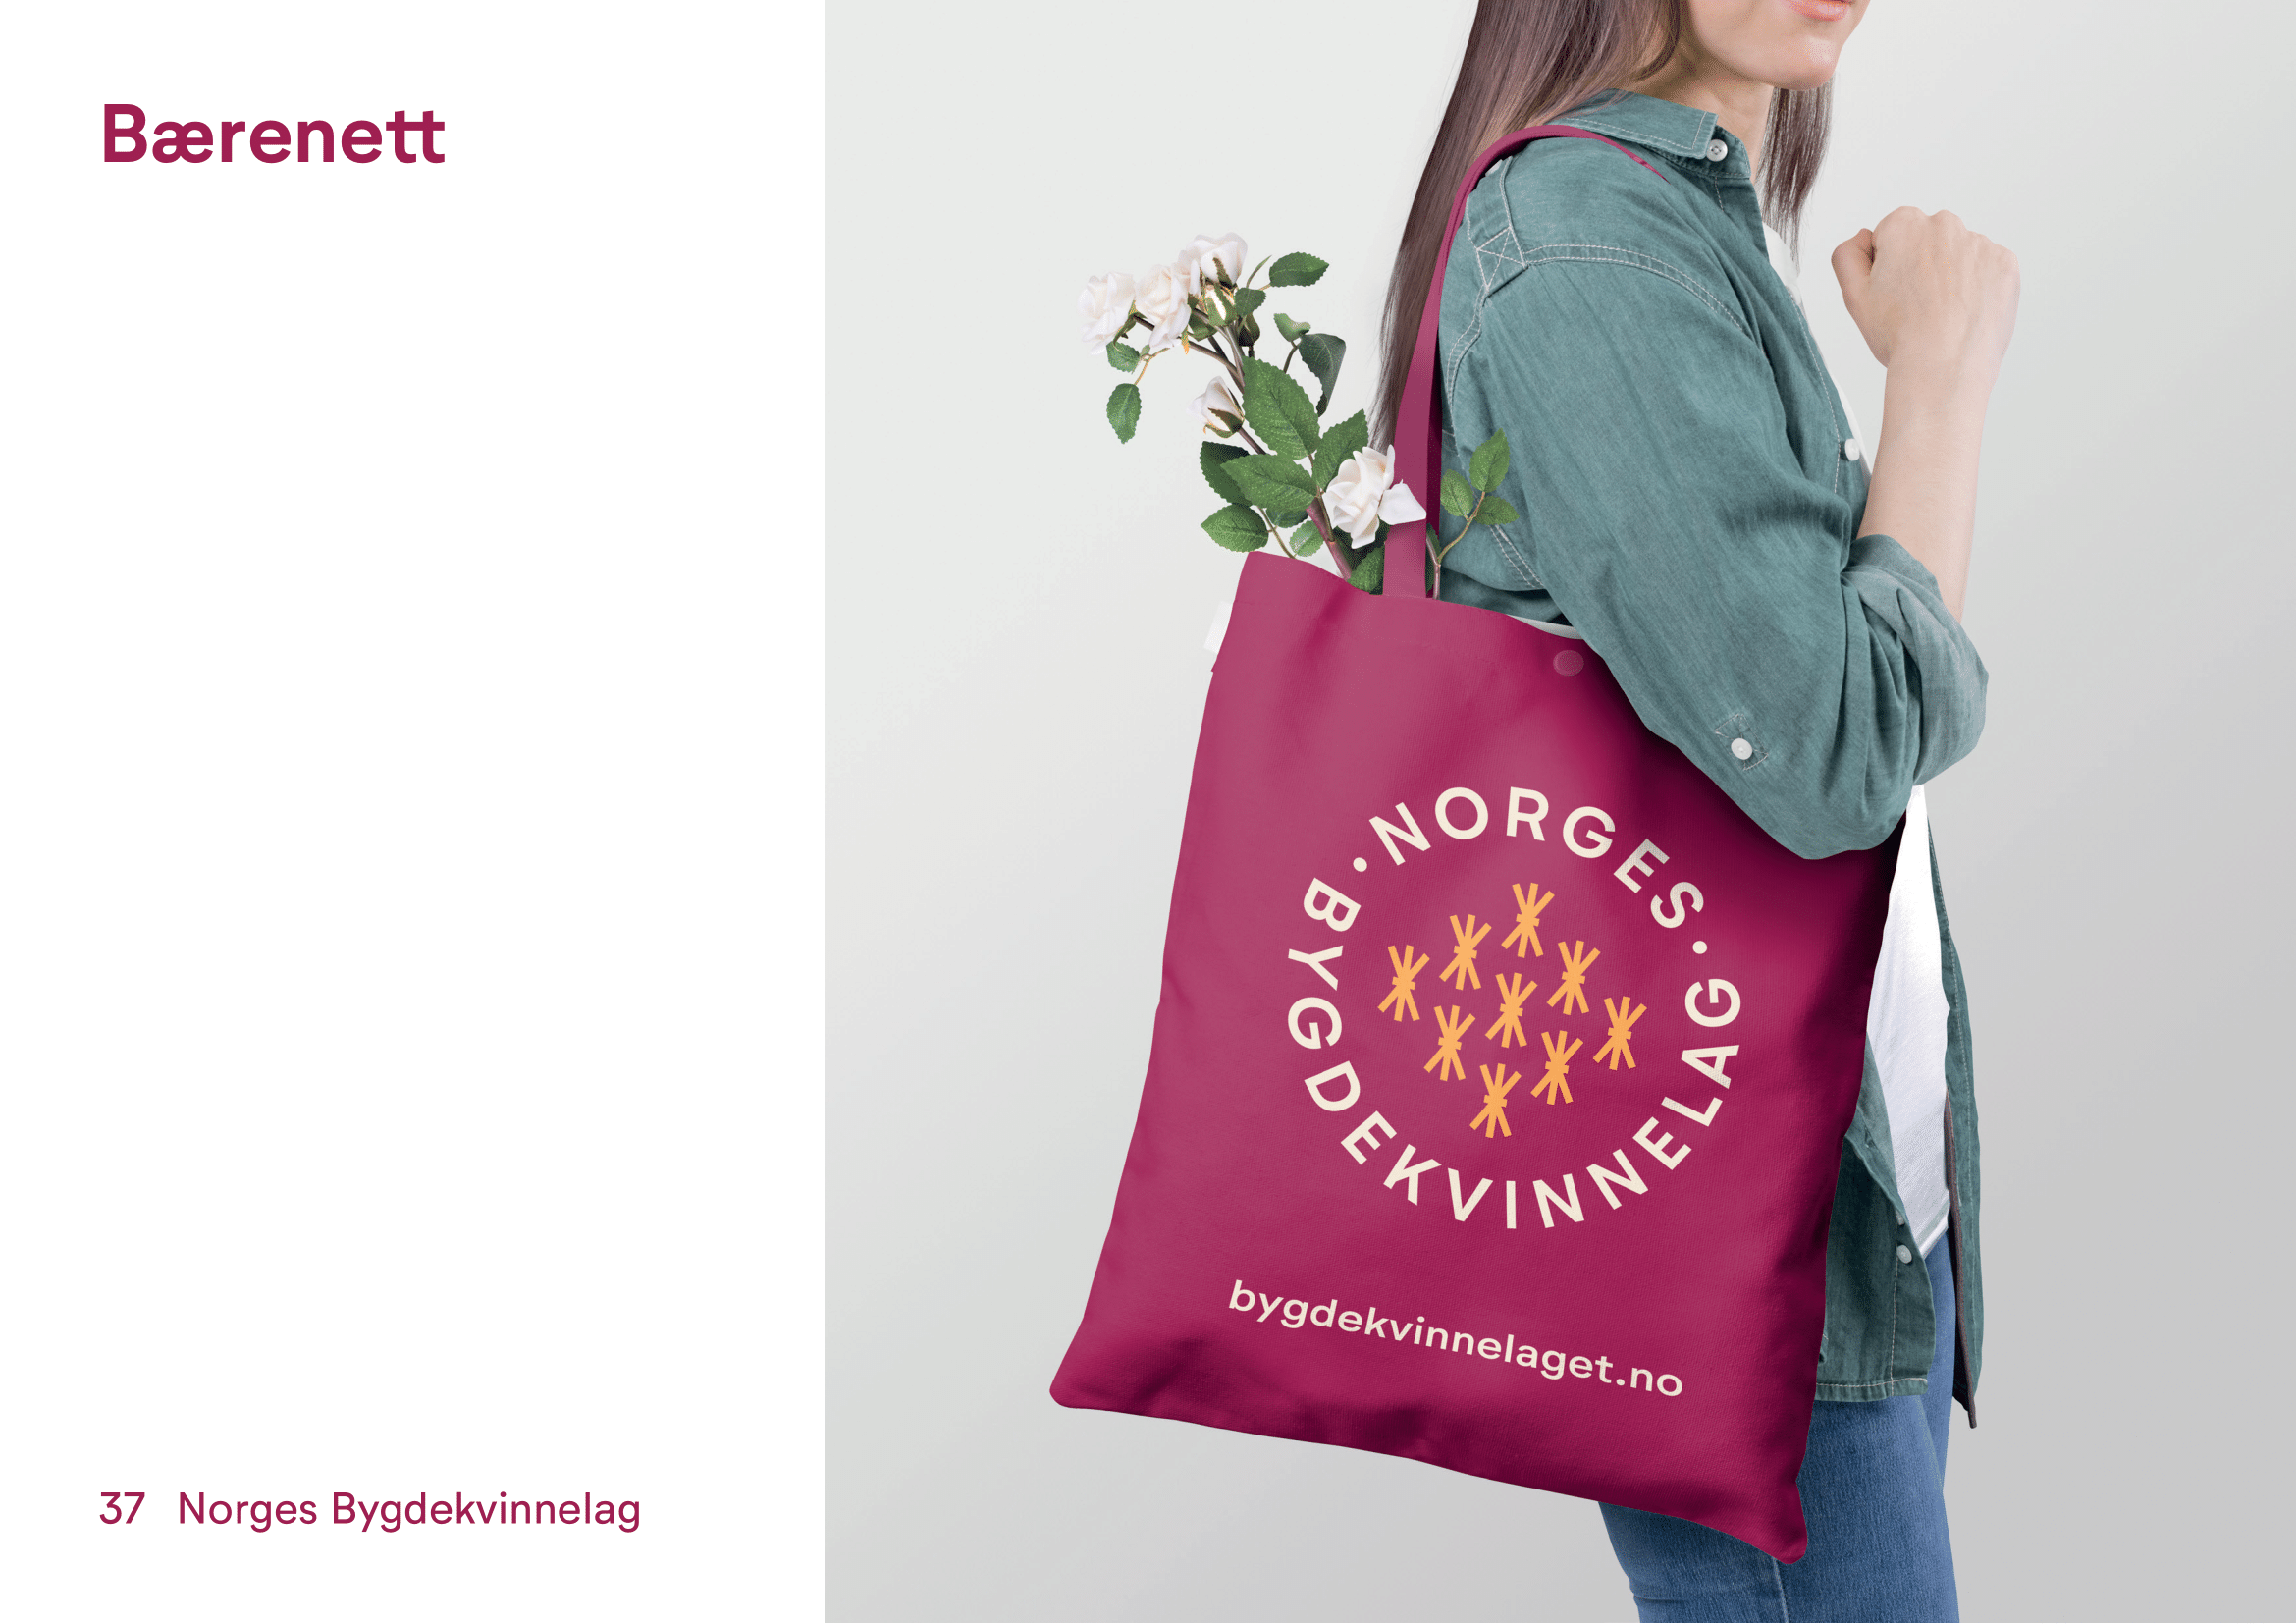 Bærenett
NORGES · BYGDEKVINNELAG ·
bygdekvinnelaget.no
37 Norges Bygdekvinnelag